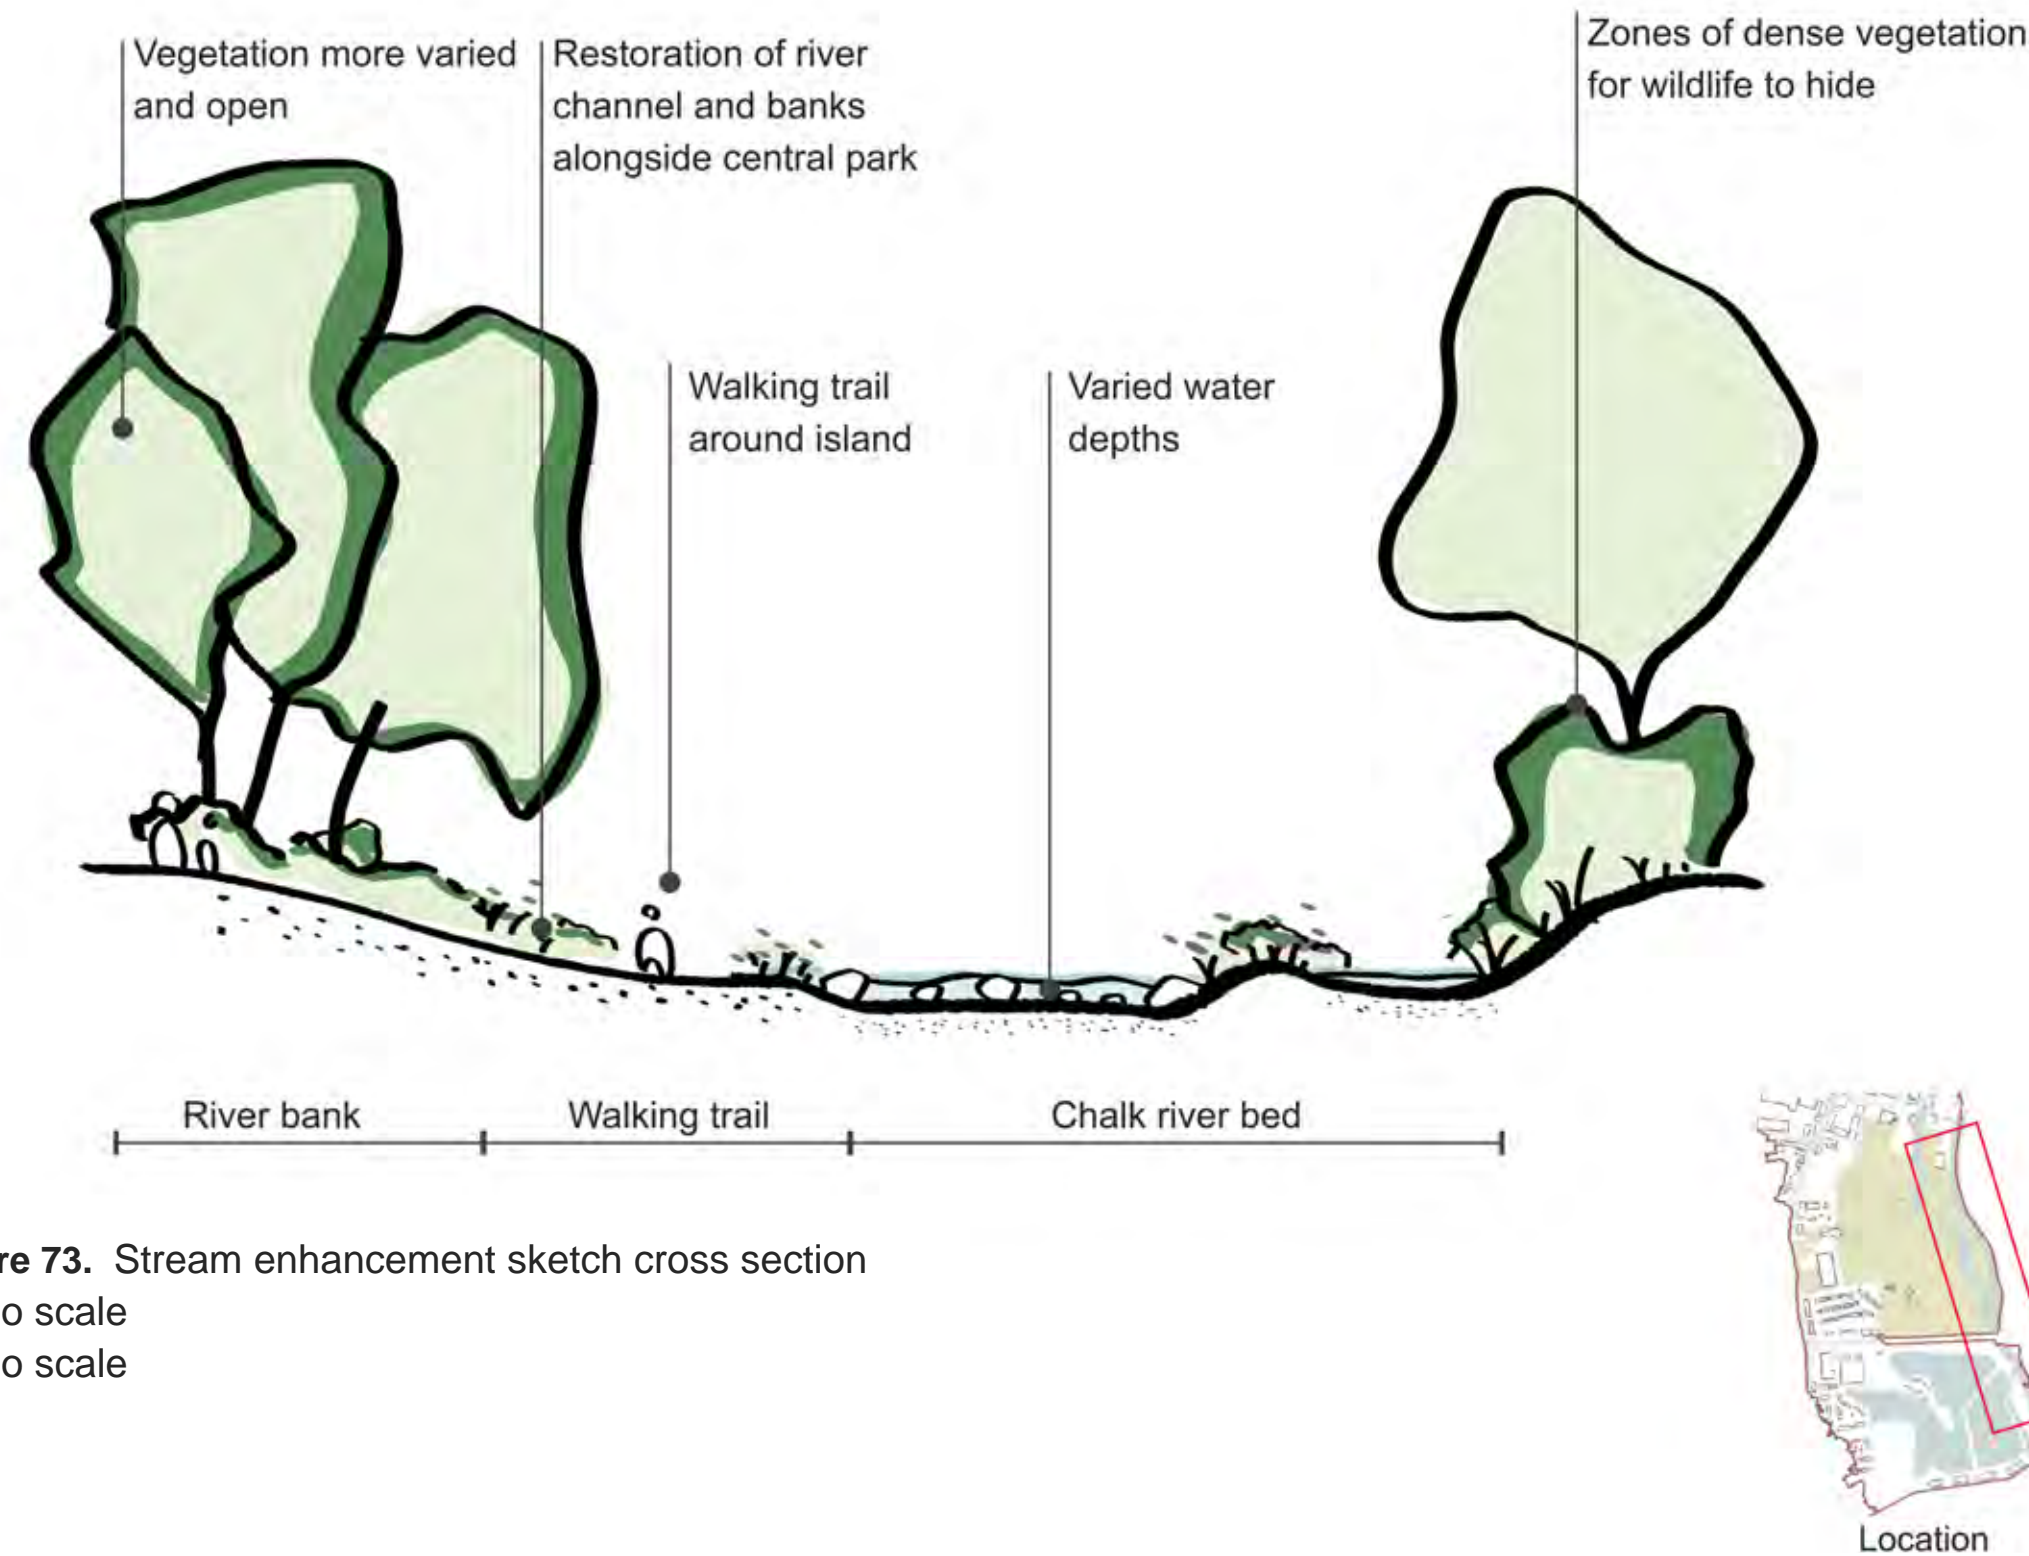 Vegetation more varied
and open
Restoration of river
channel and banks
alongside central park
Zones of dense vegetation
for wildlife to hide
Walking trail
around island
Varied water
depths
River bank
Walking trail
Chalk river bed
re 73. Stream enhancement sketch cross section
o scale
o scale
Location